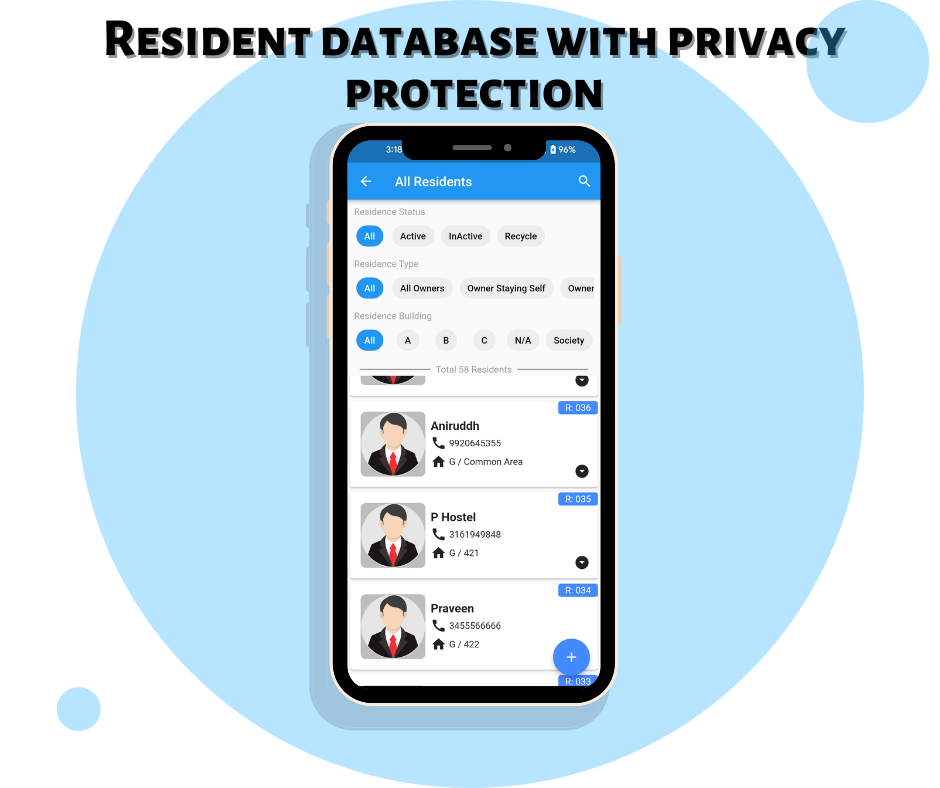 Resident database with privacy
protection
3:18 96%
All Residents
Residence Status
All Active InActive Recycle
Residence Type
All All Owners Owner Staying Self Owner
Residence Building
All A B C N/A Society
Total 58 Residents
R: 036
Aniruddh
9920645355
G / Common Area
R: 035
P Hostel
3161949848
G / 421
R: 034
Praveen
3455566666
G / 422
+
R: 033